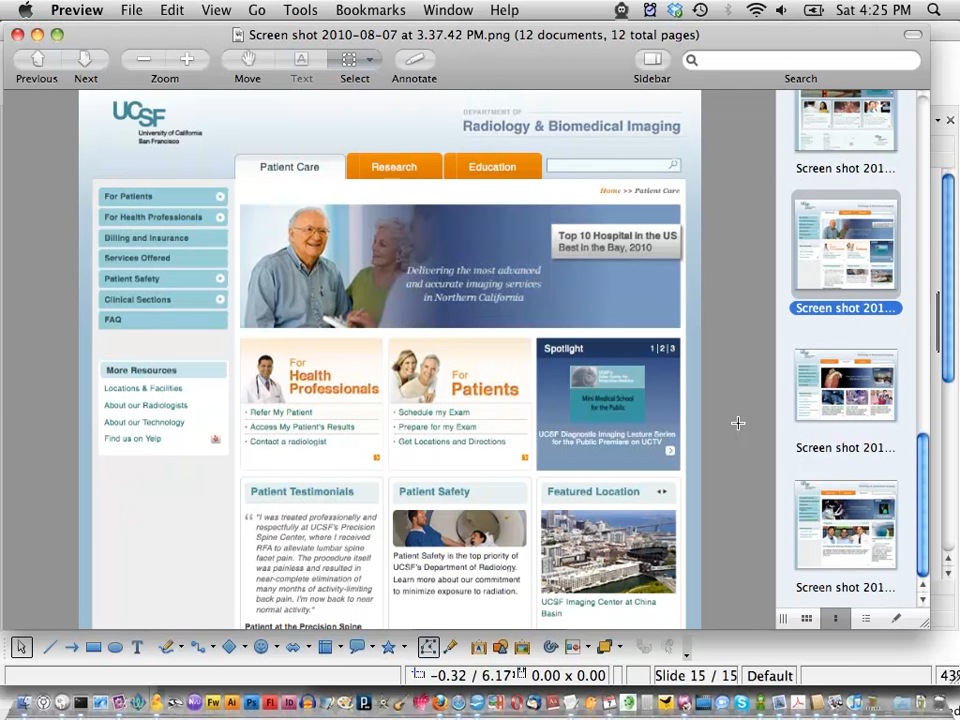 Preview File Edit View Go Tools Bookmarks Window Help Sat 4:25 PM
Screen shot 2010-08-07 at 3.37.42 PM.png (12 documents, 12 total pages)
Previous Next Zoom Move Text Select Annotate Sidebar Search
UCSF
University of California
San Francisco
DEPARTMENT OF
Radiology & Biomedical Imaging
Patient Care Research Education
Home >> Patient Care
For Patients
For Health Professionals
Billing and Insurance
Services Offered
Patient Safety
Clinical Sections
FAQ
More Resources
Locations & Facilities
About our Radiologists
About our Technology
Find us on Yelp
Top 10 Hospital in the US
Best in the Bay, 2010
Delivering the most advanced
and accurate imaging services
in Northern California
For
Health
Professionals
Refer My Patient
Access My Patient's Results
Contact a radiologist
For
Patients
Schedule my Exam
Prepare for my Exam
Get Locations and Directions
Spotlight 1|2|3
Mini Medical School
for the Public
UCSF Diagnostic Imaging Lecture Series
for the Public Premiere on UCTV
Patient Testimonials
"I was treated professionally and
respectfully at UCSF's Precision
Spine Center, where I received
RFA to alleviate lumbar spine
facet pain. The procedure itself
was painless and resulted in
near-complete elimination of
many months of activity-limiting
back pain. I'm now back to near
normal activity."
Patient at the Precision Spine
Patient Safety
Patient Safety is the top priority of
UCSF's Department of Radiology.
Learn more about our commitment
to minimize exposure to radiation.
Featured Location
UCSF Imaging Center at China
Basin
Screen shot 201...
Screen shot 201...
Screen shot 201...
Screen shot 201...
-0.32 / 6.17 0.00 x 0.00 Slide 15 / 15 Default 43%